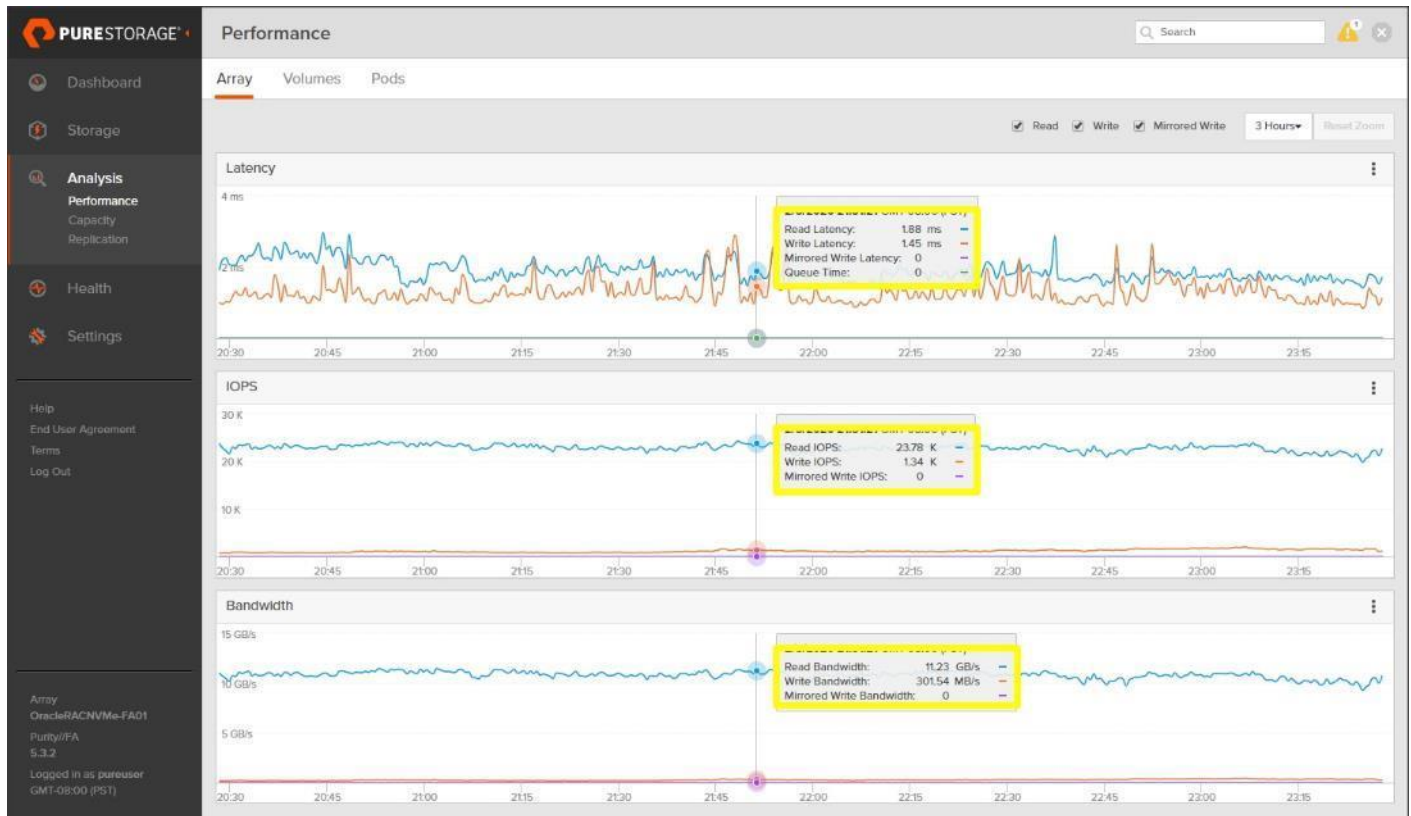 PURESTORAGE®
Performance
Search
Dashboard
Storage
Analysis
Performance
Capacity
Replication
Health
Settings
Help
End User Agreement
Terms
Log Out
Array
OracleRACNVMe-FA01
Purity//FA
5.3.2
Logged in as pureuser
GMT-08:00 (PST)
Array Volumes Pods
Read Write Mirrored Write 3 Hours Reset Zoom
Latency
4 ms
2 ms
Read Latency: 1.88 ms
Write Latency: 1.45 ms
Mirrored Write Latency: 0
Queue Time: 0
20:30 20:45 21:00 21:15 21:30 21:45 22:00 22:15 22:30 22:45 23:00 23:15
IOPS
30 K
20 K
10 K
Read IOPS: 23.78 K
Write IOPS: 1.34 K
Mirrored Write IOPS: 0
20:30 20:45 21:00 21:15 21:30 21:45 22:00 22:15 22:30 22:45 23:00 23:15
Bandwidth
15 GB/s
10 GB/s
5 GB/s
Read Bandwidth: 11.23 GB/s
Write Bandwidth: 301.54 MB/s
Mirrored Write Bandwidth: 0
20:30 20:45 21:00 21:15 21:30 21:45 22:00 22:15 22:30 22:45 23:00 23:15